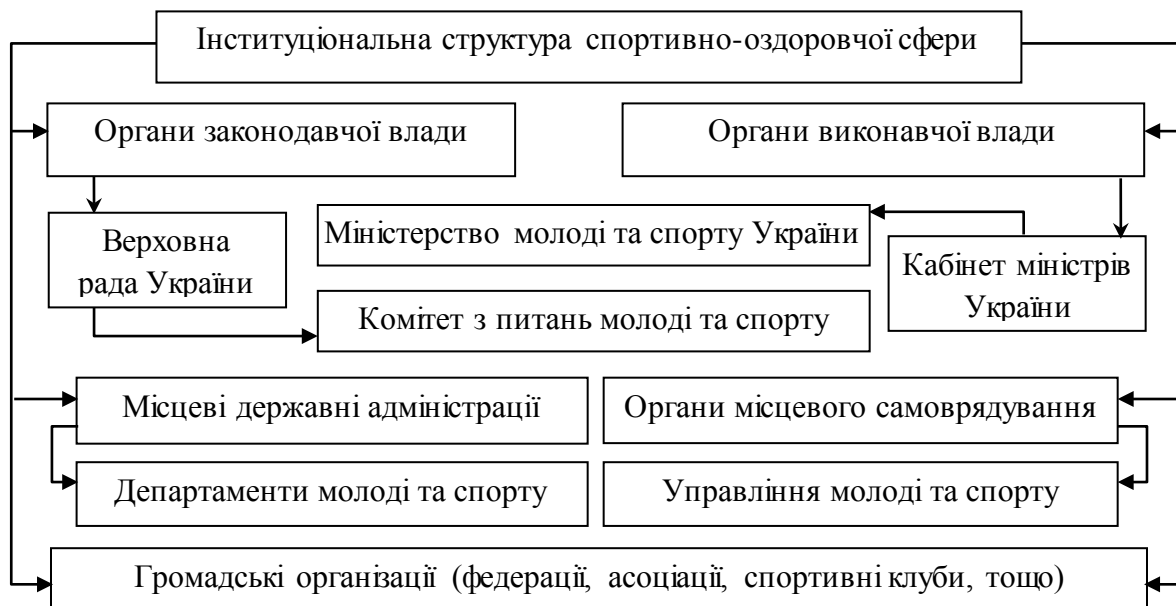 Інституціональна структура спортивно-оздоровчої сфери
Органи законодавчої влади
Органи виконавчої влади
Верховна
рада України
Міністерство молоді та спорту України
Кабінет міністрів
України
Комітет з питань молоді та спорту
Місцеві державні адміністрації
Органи місцевого самоврядування
Департаменти молоді та спорту
Управління молоді та спорту
Громадські організації (федерації, асоціації, спортивні клуби, тощо)